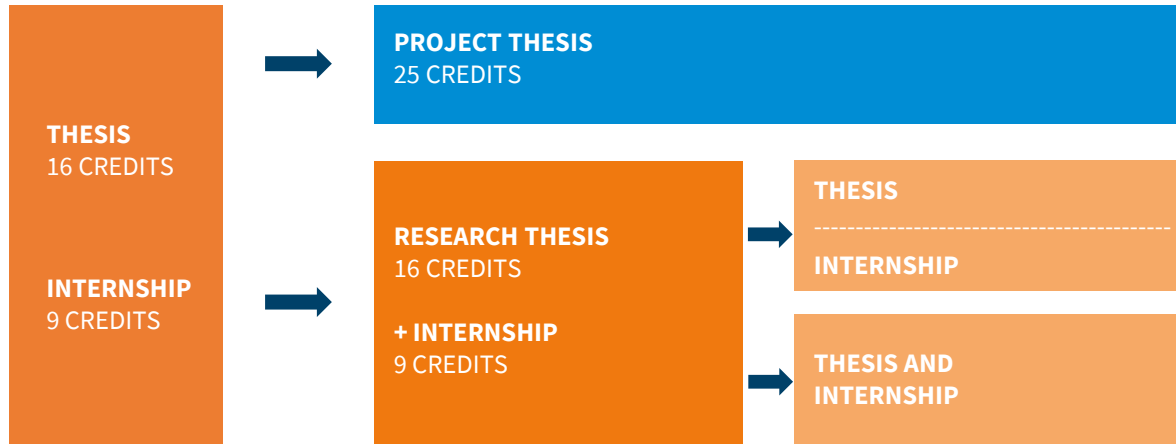 THESIS
16 CREDITS
INTERNSHIP
9 CREDITS
PROJECT THESIS
25 CREDITS
RESEARCH THESIS
16 CREDITS
+ INTERNSHIP
9 CREDITS
THESIS
-------------------------------------------
INTERNSHIP
THESIS AND
INTERNSHIP